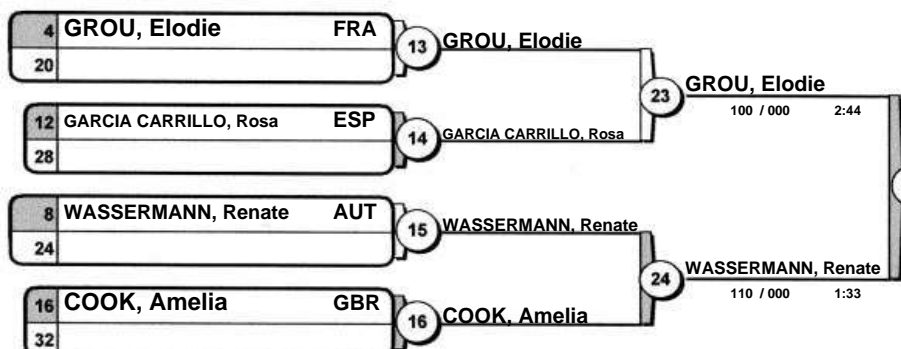 4 GROU, Elodie FRA
20
13 GROU, Elodie
12 GARCIA CARRILLO, Rosa ESP
28
14 GARCIA CARRILLO, Rosa
23 GROU, Elodie
100 / 000 2:44
8 WASSERMANN, Renate AUT
24
15 WASSERMANN, Renate
16 COOK, Amelia GBR
32
16 COOK, Amelia
24 WASSERMANN, Renate
110 / 000 1:33